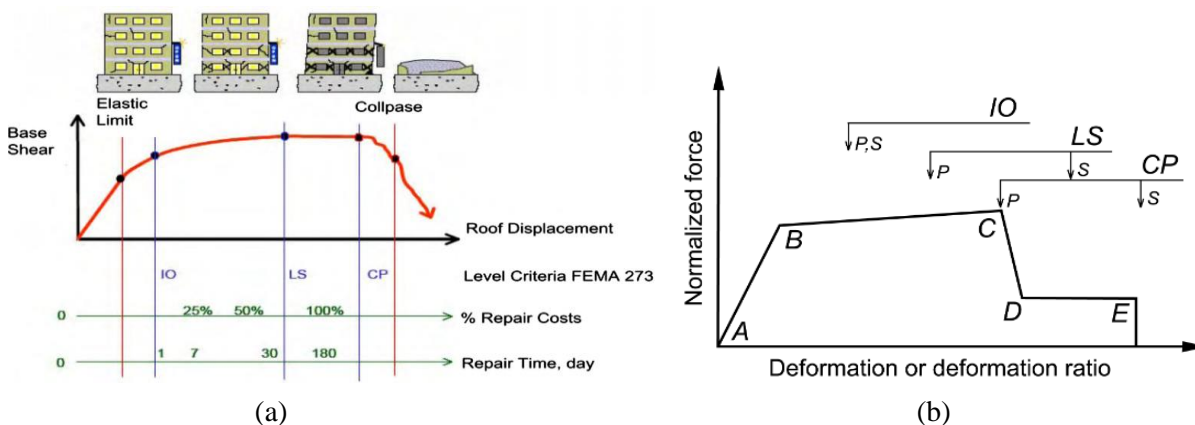 Elastic
Limit
Collpase
Base
Shear
Roof Displacement
IO
LS
CP
Level Criteria FEMA 273
0
25%
50%
100%
% Repair Costs
0
1
7
30
180
Repair Time, day
(a)
Normalized force
IO
P,S
LS
P
S
CP
P
S
A
B
C
D
E
Deformation or deformation ratio
(b)